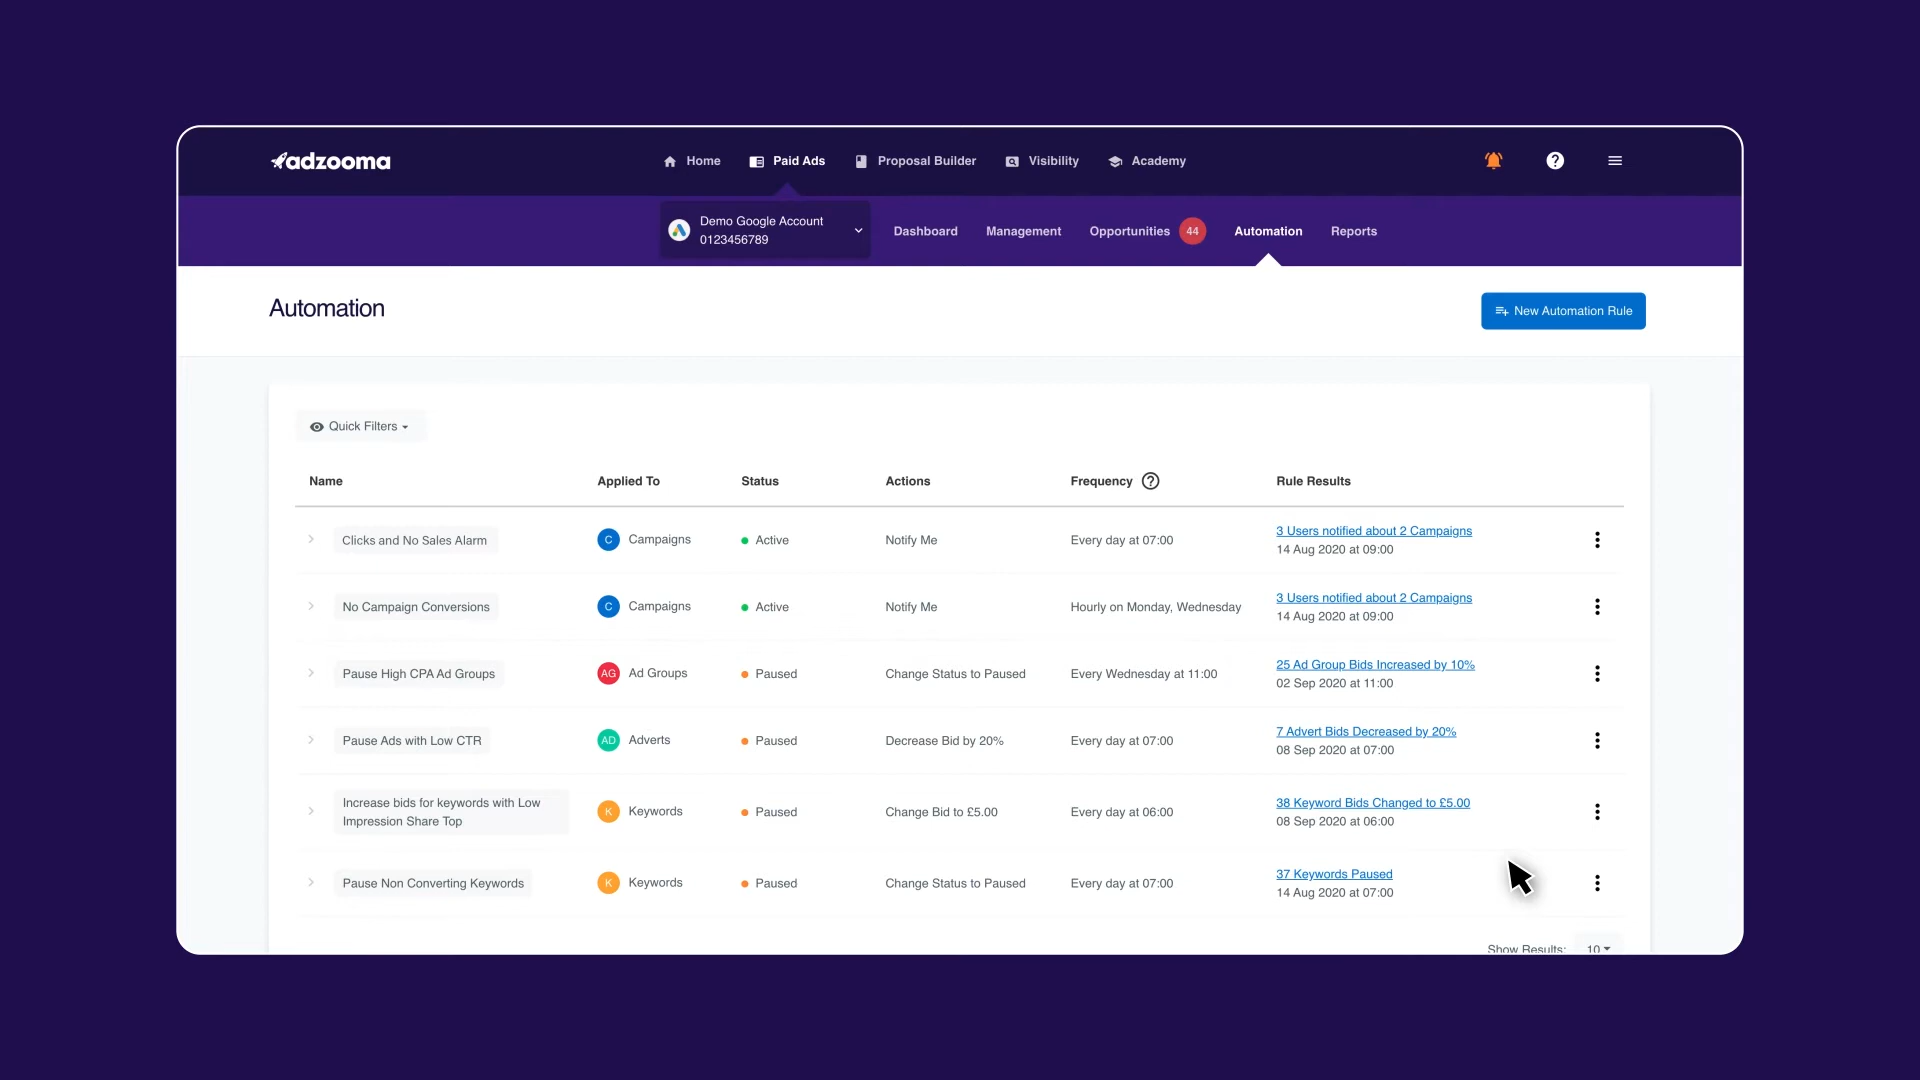 adzooma
Home
Paid Ads
Proposal Builder
Visibility
Academy
?
Demo Google Account
0123456789
Dashboard
Management
Opportunities
44
Automation
Reports
Automation
New Automation Rule
Quick Filters
Name
Applied To
Status
Actions
Frequency
?
Rule Results
Clicks and No Sales Alarm
C
Campaigns
Active
Notify Me
Every day at 07:00
3 Users notified about 2 Campaigns
14 Aug 2020 at 09:00
No Campaign Conversions
C
Campaigns
Active
Notify Me
Hourly on Monday, Wednesday
3 Users notified about 2 Campaigns
14 Aug 2020 at 09:00
Pause High CPA Ad Groups
AG
Ad Groups
Paused
Change Status to Paused
Every Wednesday at 11:00
25 Ad Group Bids Increased by 10%
02 Sep 2020 at 11:00
Pause Ads with Low CTR
AD
Adverts
Paused
Decrease Bid by 20%
Every day at 07:00
7 Advert Bids Decreased by 20%
08 Sep 2020 at 07:00
Increase bids for keywords with Low
Impression Share Top
K
Keywords
Paused
Change Bid to £5.00
Every day at 06:00
38 Keyword Bids Changed to £5.00
08 Sep 2020 at 06:00
Pause Non Converting Keywords
K
Keywords
Paused
Change Status to Paused
Every day at 07:00
37 Keywords Paused
14 Aug 2020 at 07:00
Show Results:
10